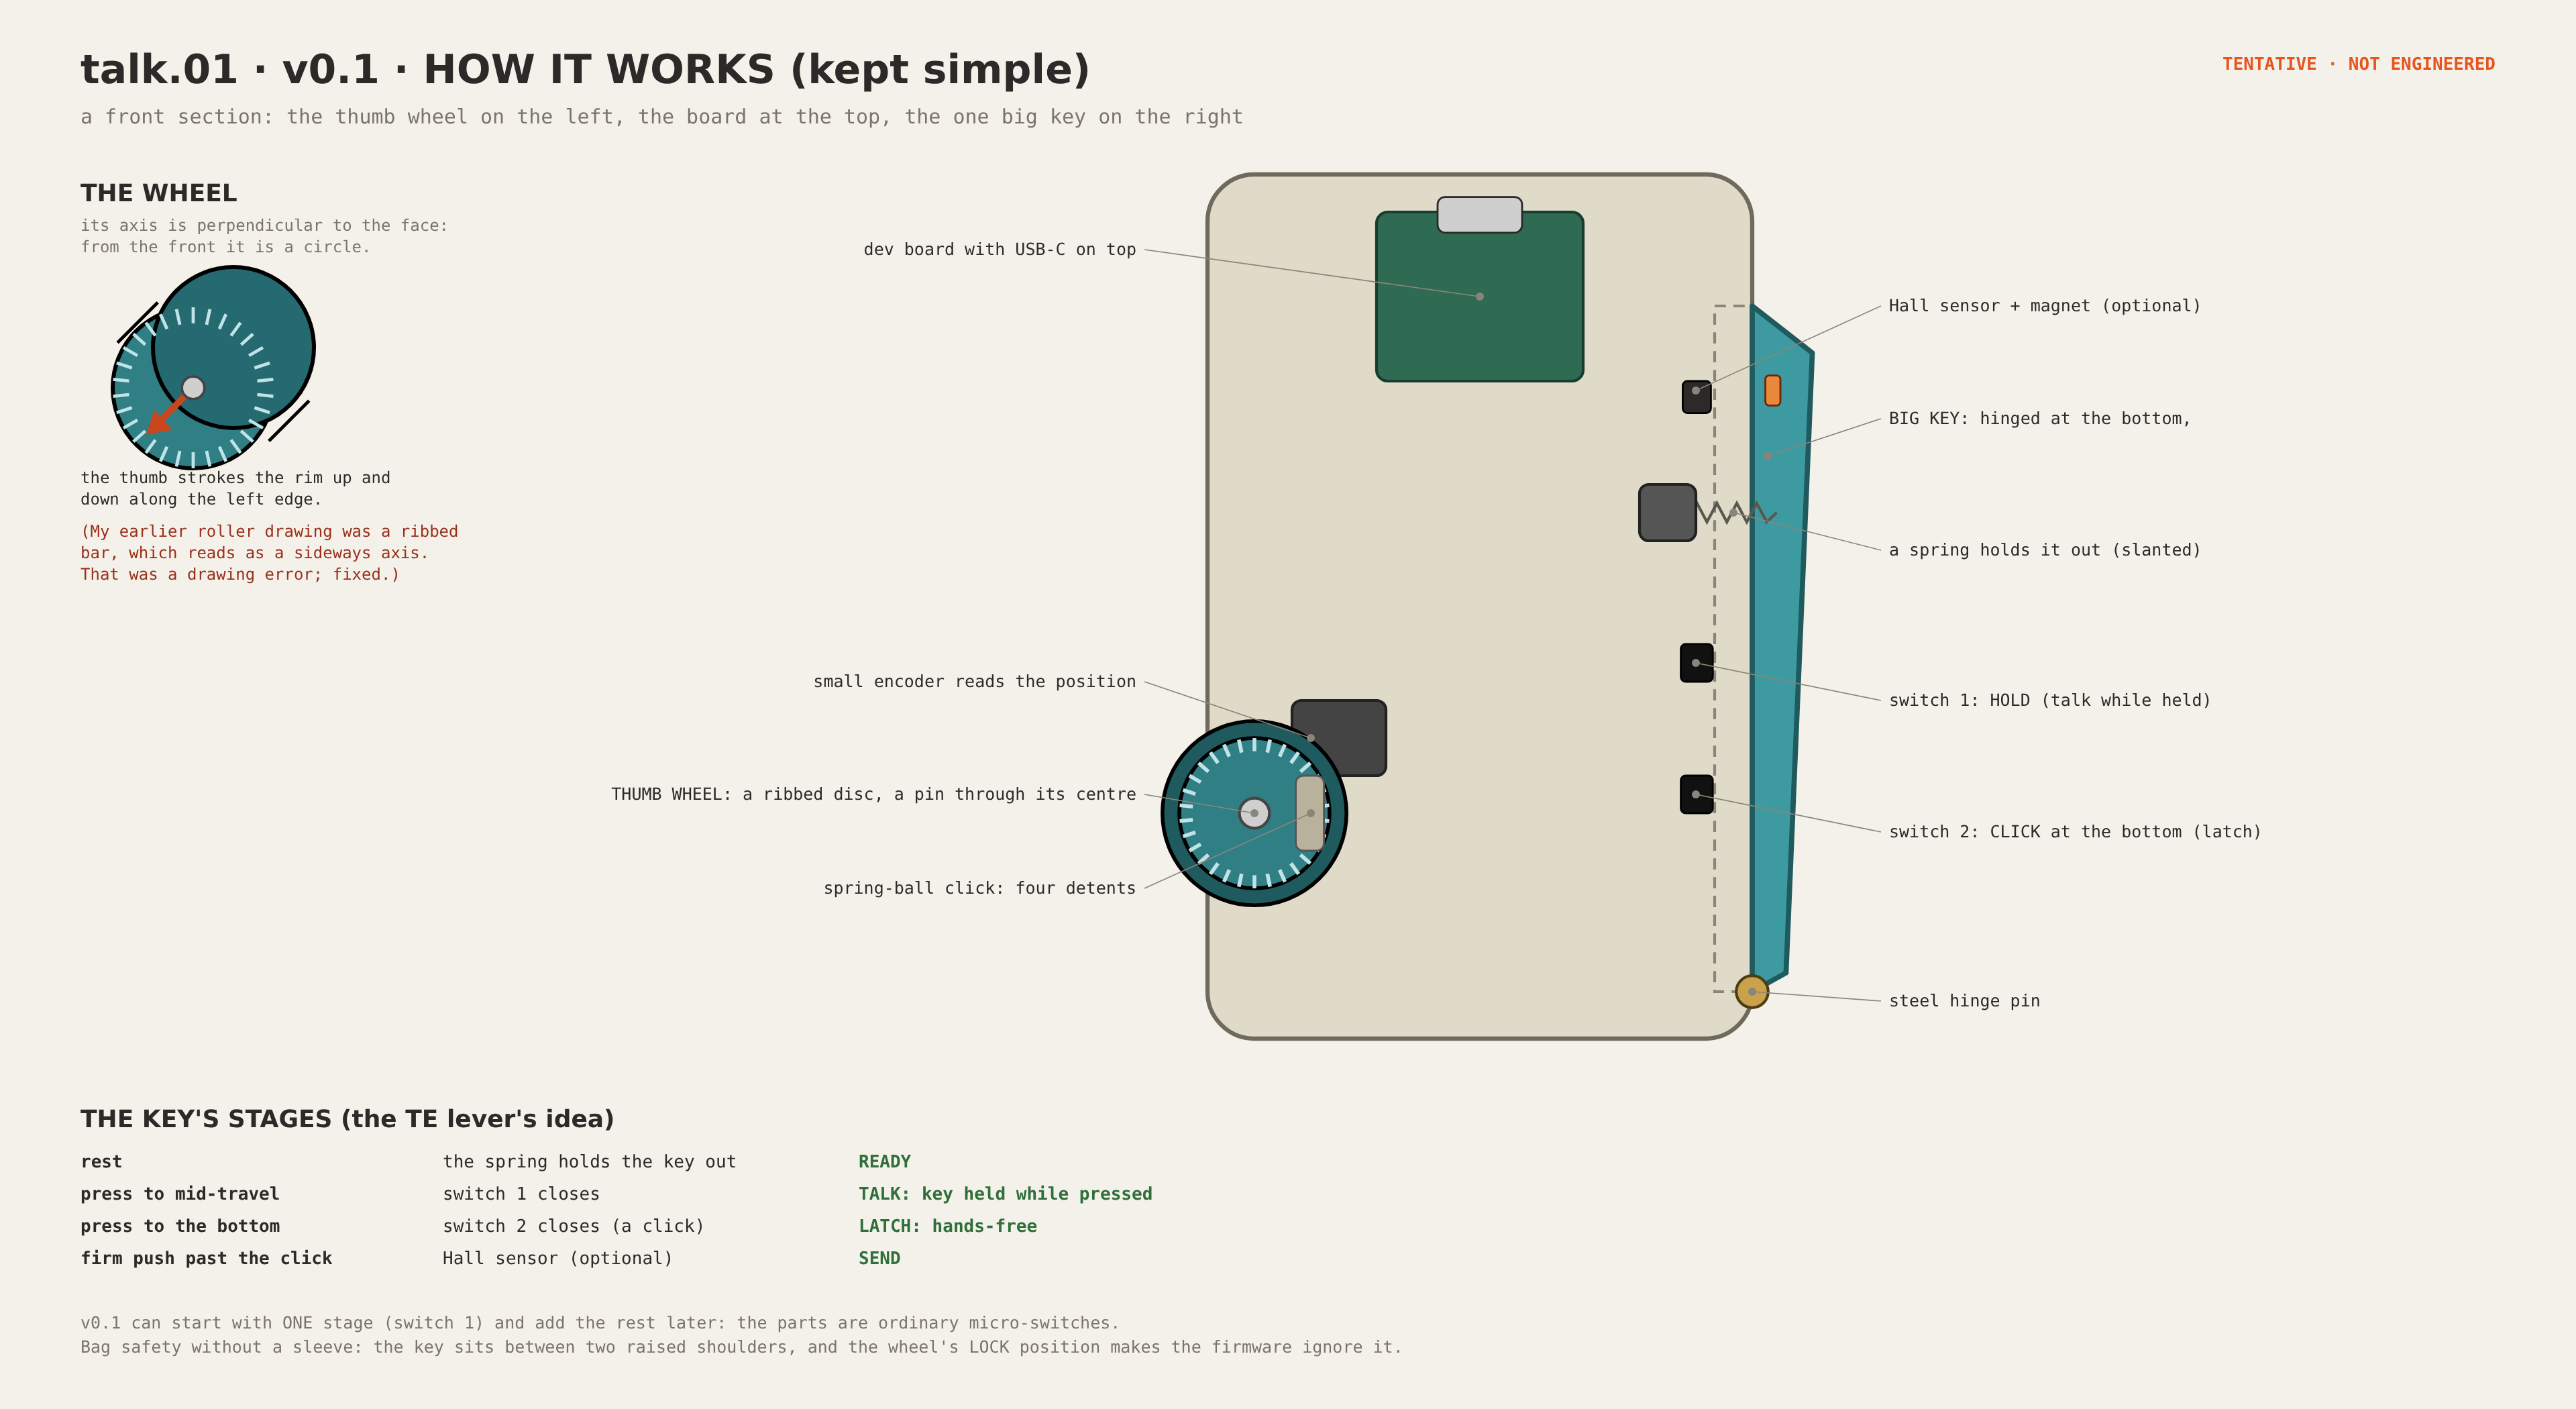 talk.01 · v0.1 · HOW IT WORKS (kept simple)
TENTATIVE · NOT ENGINEERED
a front section: the thumb wheel on the left, the board at the top, the one big key on the right
THE WHEEL
its axis is perpendicular to the face:
from the front it is a circle.
the thumb strokes the rim up and
down along the left edge.
(My earlier roller drawing was a ribbed
bar, which reads as a sideways axis.
That was a drawing error; fixed.)
dev board with USB-C on top
small encoder reads the position
THUMB WHEEL: a ribbed disc, a pin through its centre
spring-ball click: four detents
Hall sensor + magnet (optional)
BIG KEY: hinged at the bottom,
a spring holds it out (slanted)
switch 1: HOLD (talk while held)
switch 2: CLICK at the bottom (latch)
steel hinge pin
THE KEY'S STAGES (the TE lever's idea)
rest the spring holds the key out READY
press to mid-travel switch 1 closes TALK: key held while pressed
press to the bottom switch 2 closes (a click) LATCH: hands-free
firm push past the click Hall sensor (optional) SEND
v0.1 can start with ONE stage (switch 1) and add the rest later: the parts are ordinary micro-switches.
Bag safety without a sleeve: the key sits between two raised shoulders, and the wheel's LOCK position makes the firmware ignore it.